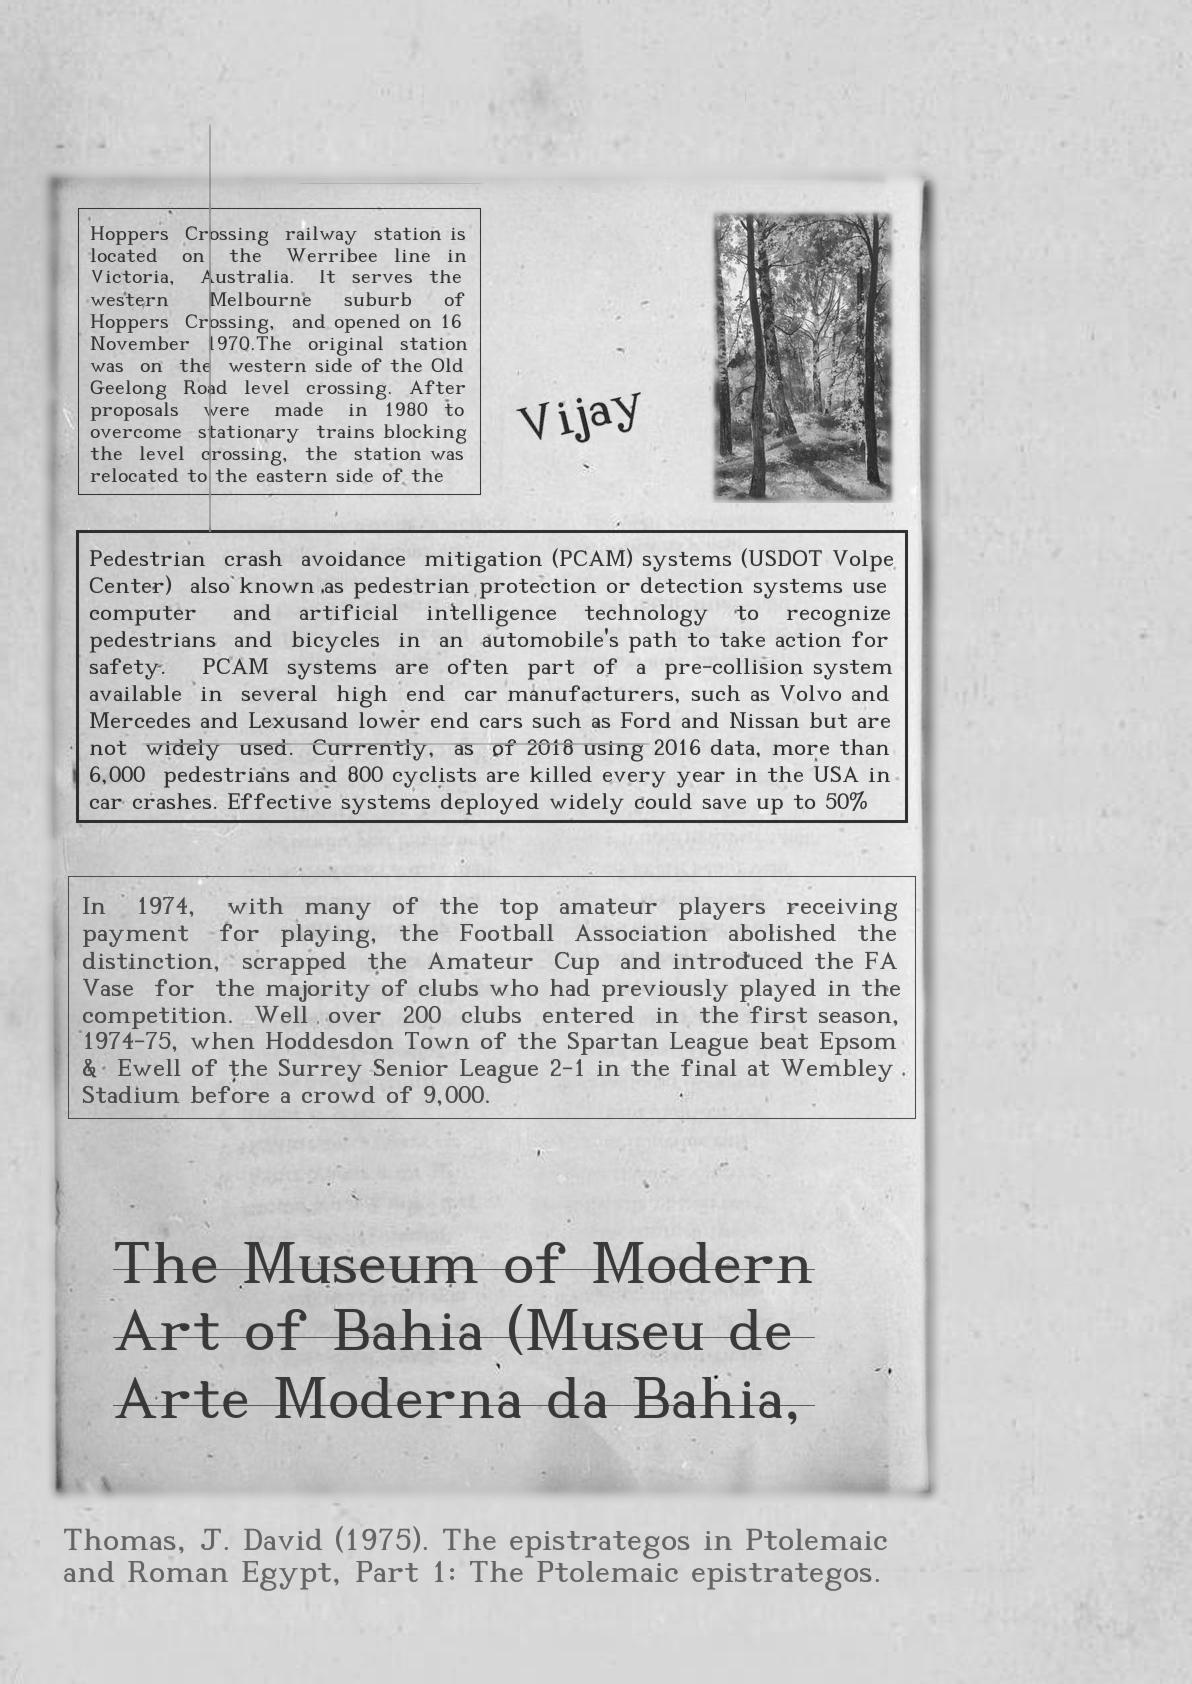 Hoppers Crossing railway station is
located on the Werribee line in
Victoria, Australia. It serves the
western Melbourne suburb of
Hoppers Crossing, and opened on 16
November 1970.The original station
was on the western side of the Old
Geelong Road level crossing. After
proposals were made in 1980 to
overcome stationary trains blocking
the level crossing, the station was
relocated to the eastern side of the
Vijay
Pedestrian crash avoidance mitigation (PCAM) systems (USDOT Volpe
Center) also known as pedestrian protection or detection systems use
computer and artificial intelligence technology to recognize
pedestrians and bicycles in an automobile's path to take action for
safety. PCAM systems are often part of a pre-collision system
available in several high end car manufacturers, such as Volvo and
Mercedes and Lexusand lower end cars such as Ford and Nissan but are
not widely used. Currently, as of 2018 using 2016 data, more than
6,000 pedestrians and 800 cyclists are killed every year in the USA in
car crashes. Effective systems deployed widely could save up to 50%
In 1974, with many of the top amateur players receiving
payment for playing, the Football Association abolished the
distinction, scrapped the Amateur Cup and introduced the FA
Vase for the majority of clubs who had previously played in the
competition. Well over 200 clubs entered in the first season,
1974-75, when Hoddesdon Town of the Spartan League beat Epsom
& Ewell of the Surrey Senior League 2-1 in the final at Wembley
Stadium before a crowd of 9,000.
The Museum of Modern
Art of Bahia (Museu de
Arte Moderna da Bahia,
Thomas, J. David (1975). The epistrategos in Ptolemaic
and Roman Egypt, Part 1: The Ptolemaic epistrategos.